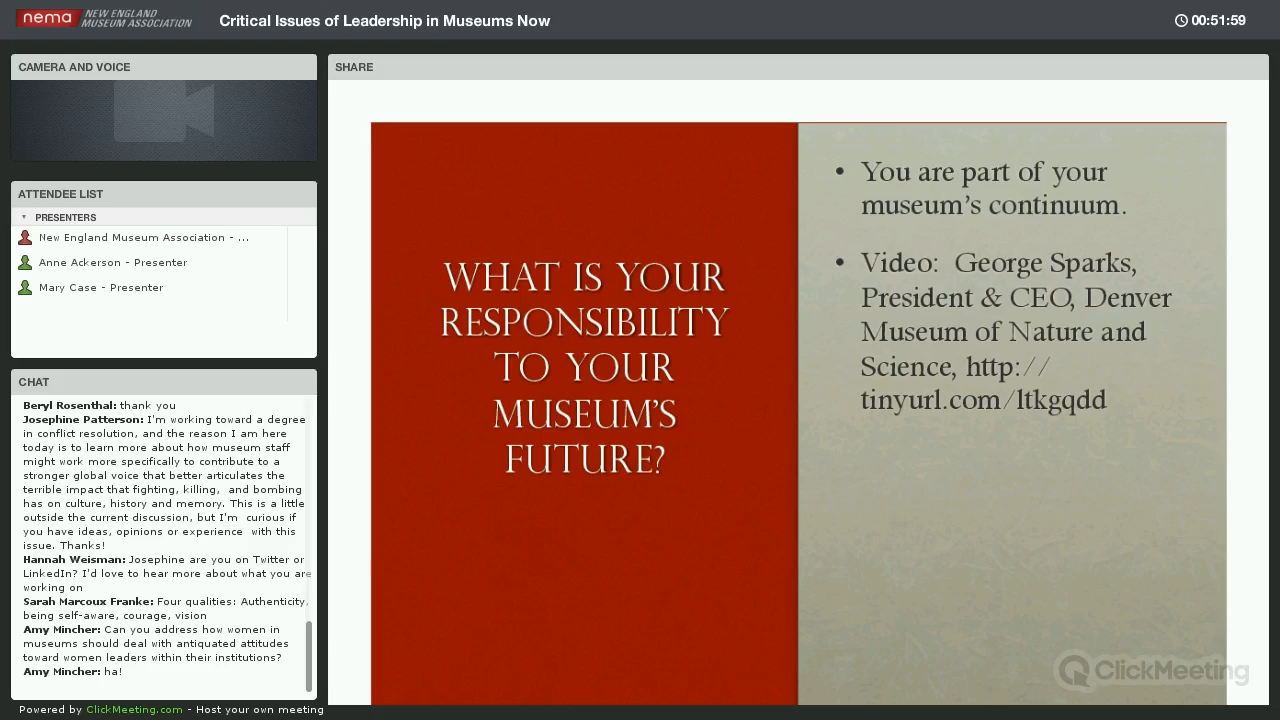 nema NEW ENGLAND
MUSEUM ASSOCIATION
Critical Issues of Leadership in Museums Now
00:51:59
CAMERA AND VOICE
ATTENDEE LIST
PRESENTERS
New England Museum Association - ...
Anne Ackerson - Presenter
Mary Case - Presenter
CHAT
Beryl Rosenthal: thank you
Josephine Patterson: I'm working toward a degree
in conflict resolution, and the reason I am here
today is to learn more about how museum staff
might work more specifically to contribute to a
stronger global voice that better articulates the
terrible impact that fighting, killing,  and bombing
has on culture, history and memory. This is a little
outside the current discussion, but I'm  curious if
you have ideas, opinions or experience  with this
issue. Thanks!
Hannah Weisman: Josephine are you on Twitter or
LinkedIn? I'd love to hear more about what you are
working on
Sarah Marcoux Franke: Four qualities: Authenticity,
being self-aware, courage, vision
Amy Mincher: Can you address how women in
museums should deal with antiquated attitudes
toward women leaders within their institutions?
Amy Mincher: ha!
Powered by ClickMeeting.com - Host your own meeting
SHARE
WHAT IS YOUR
RESPONSIBILITY
TO YOUR
MUSEUM'S
FUTURE?
• You are part of your
museum's continuum.
• Video:  George Sparks,
President & CEO, Denver
Museum of Nature and
Science, http://
tinyurl.com/ltkgqdd
ClickMeeting